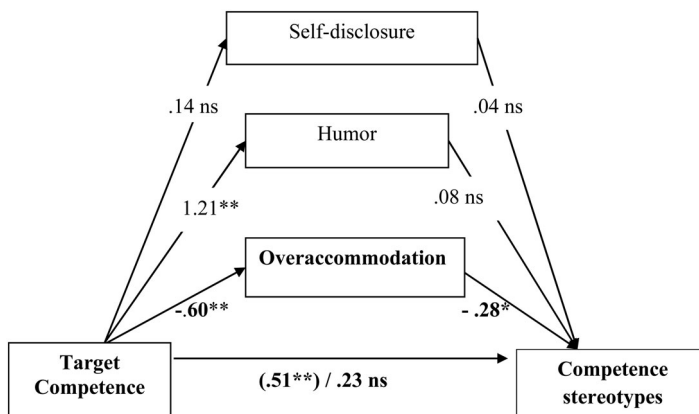 Self-disclosure
.14 ns
.04 ns
Humor
1.21**
.08 ns
Overaccommodation
-.60**
- .28*
Target
Competence
(.51**) / .23 ns
Competence
stereotypes